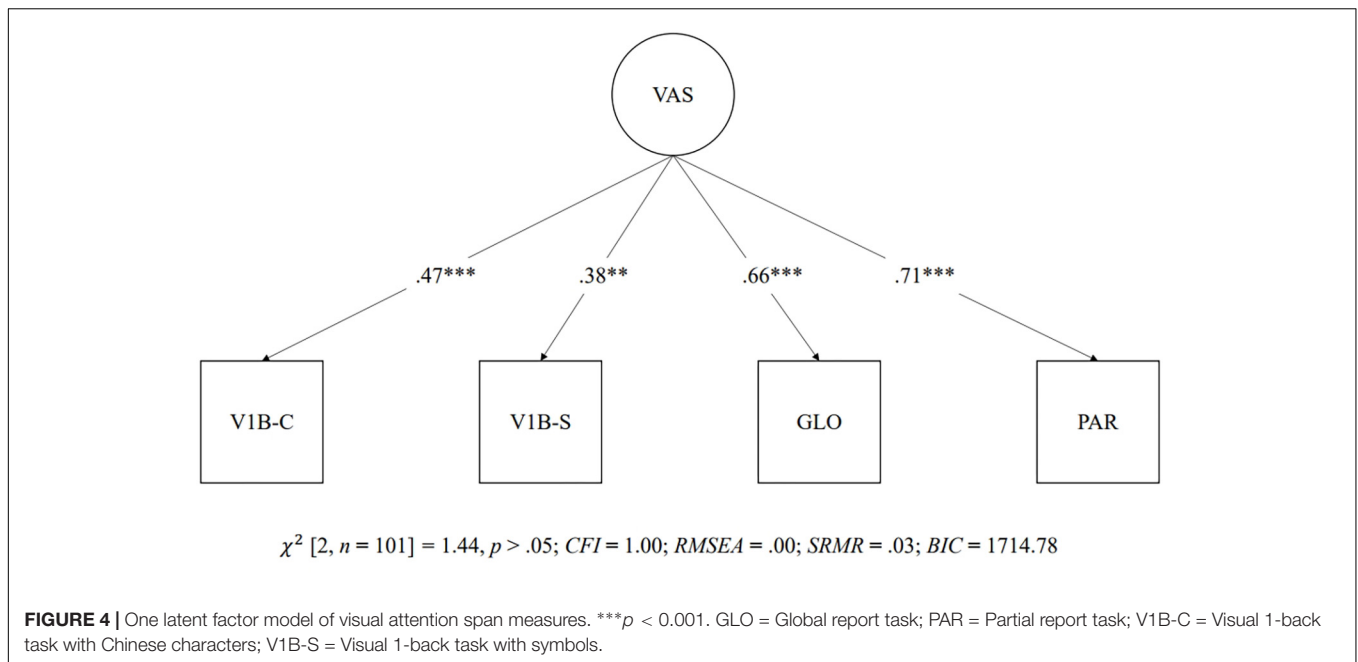 VAS
.47*** .38** .66*** .71***
V1B-C V1B-S GLO PAR
χ² [2, n = 101] = 1.44, p > .05; CFI = 1.00; RMSEA = .00; SRMR = .03; BIC = 1714.78
FIGURE 4 | One latent factor model of visual attention span measures. ***p < 0.001. GLO = Global report task; PAR = Partial report task; V1B-C = Visual 1-back
task with Chinese characters; V1B-S = Visual 1-back task with symbols.